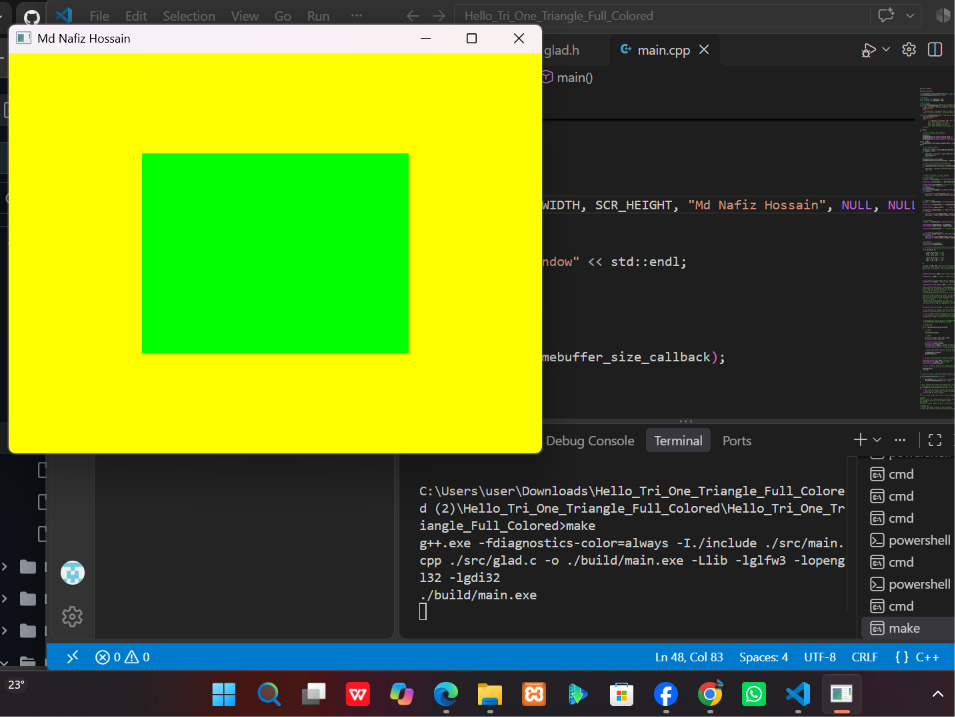 File Edit Selection View Go Run ··· Hello_Tri_One_Triangle_Full_Colored
Md Nafiz Hossain
glad.h main.cpp
main()
WIDTH, SCR_HEIGHT, "Md Nafiz Hossain", NULL, NULL
ndow" << std::endl;
mebuffer_size_callback);
Debug Console Terminal Ports
C:\Users\user\Downloads\Hello_Tri_One_Triangle_Full_Colore
d (2)\Hello_Tri_One_Triangle_Full_Colored\Hello_Tri_One_Tr
iangle_Full_Colored>make
g++.exe -fdiagnostics-color=always -I./include ./src/main.
cpp ./src/glad.c -o ./build/main.exe -Llib -lglfw3 -lopeng
l32 -lgdi32
./build/main.exe
powershell
cmd
cmd
cmd
powershell
cmd
powershell
cmd
make
0 0 Ln 48, Col 83 Spaces: 4 UTF-8 CRLF { } C++
23°